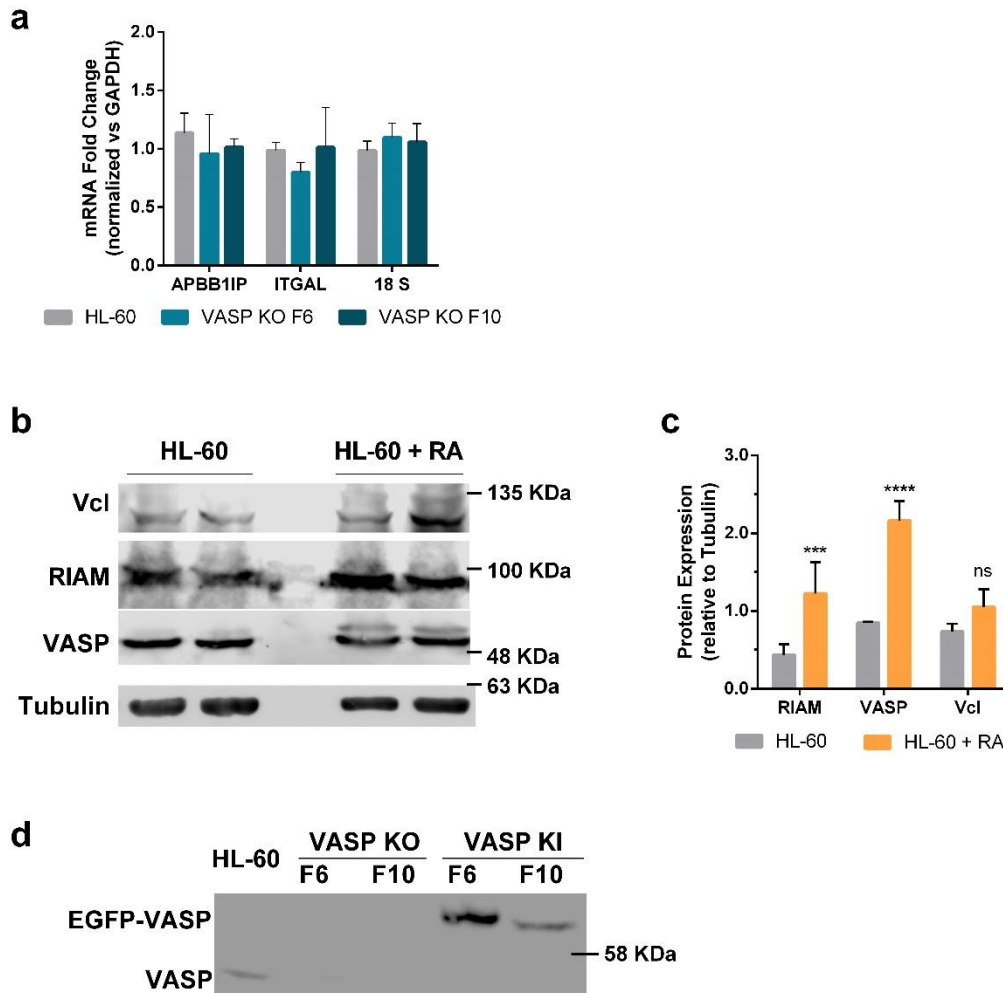 a
mRNA Fold Change
(normalized vs GAPDH)
2.0
1.5
1.0
0.5
0.0
APBB1IP ITGAL 18 S
HL-60 VASP KO F6 VASP KO F10
b
HL-60 HL-60 + RA
Vcl
135 KDa
RIAM
100 KDa
VASP
48 KDa
63 KDa
Tubulin
c
Protein Expression
(relative to Tubulin)
3.0
2.0
1.0
0.0
***
****
ns
RIAM VASP Vcl
HL-60 HL-60 + RA
d
HL-60 VASP KO VASP KI
F6 F10 F6 F10
EGFP-VASP
58 KDa
VASP